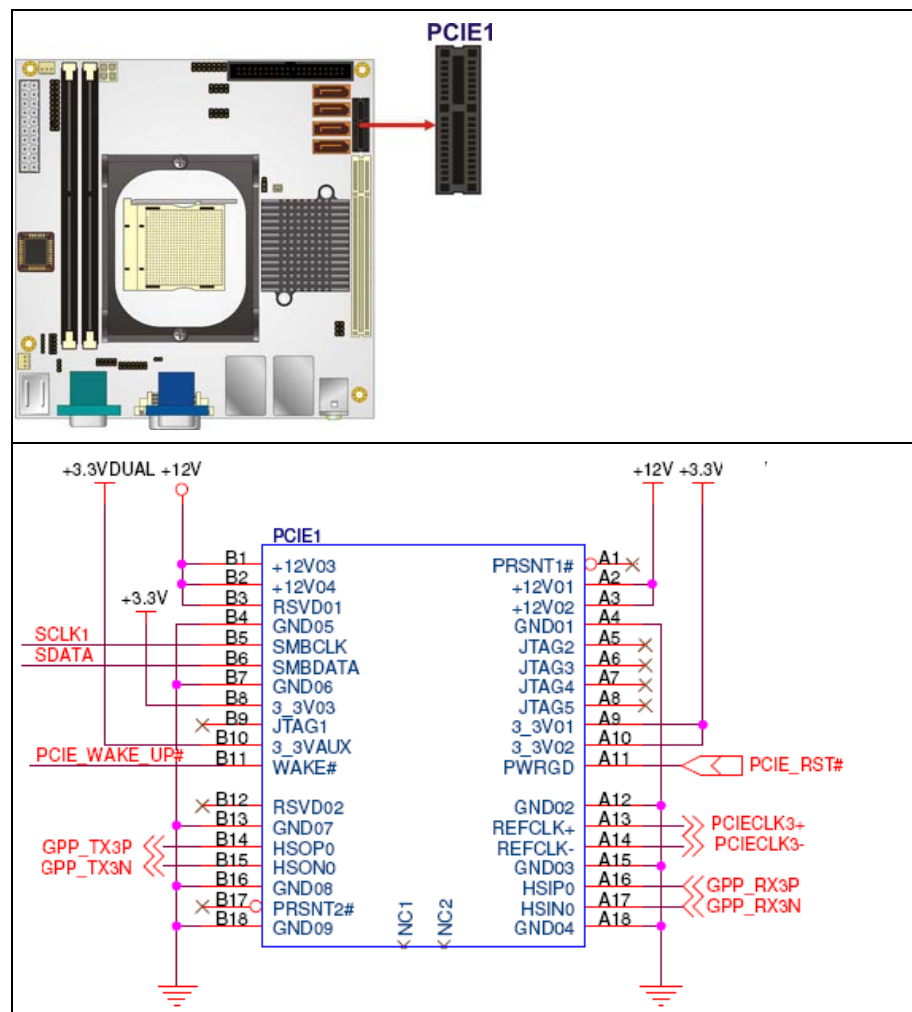 PCIE1
+3.3VDUAL +12V
+12V +3.3V
PCIE1
B1 +12V03 PRSNT1# A1
B2 +12V04 +12V01 A2
+3.3V B3 RSVD01 +12V02 A3
B4 GND05 GND01 A4
SCLK1 B5 SMBCLK JTAG2 A5
SDATA B6 SMBDATA JTAG3 A6
B7 GND06 JTAG4 A7
B8 3_3V03 JTAG5 A8
B9 JTAG1 3_3V01 A9
B10 3_3VAUX 3_3V02 A10
PCIE_WAKE_UP# B11 WAKE# PWRGD A11 PCIE_RST#
B12 RSVD02 GND02 A12
B13 GND07 REFCLK+ A13 PCIECLK3+
GPP_TX3P B14 HSOP0 REFCLK- A14 PCIECLK3-
GPP_TX3N B15 HSON0 GND03 A15
B16 GND08 HSIP0 A16 GPP_RX3P
B17 PRSNT2# HSIN0 A17 GPP_RX3N
B18 GND09 NC1 NC2 GND04 A18